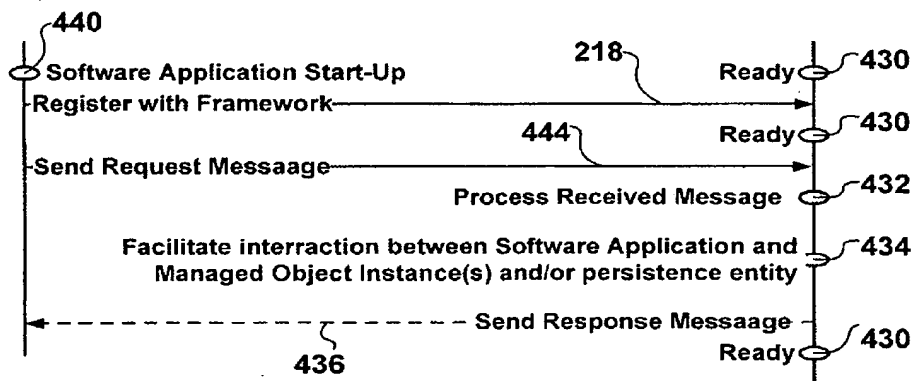 440
218
430
Software Application Start-Up
Ready
Register with Framework
444
Ready
430
Send Request Messaage
432
Process Received Message
Facilitate interraction between Software Application and
434
Managed Object Instance(s) and/or persistence entity
Send Response Messaage
430
436
Ready